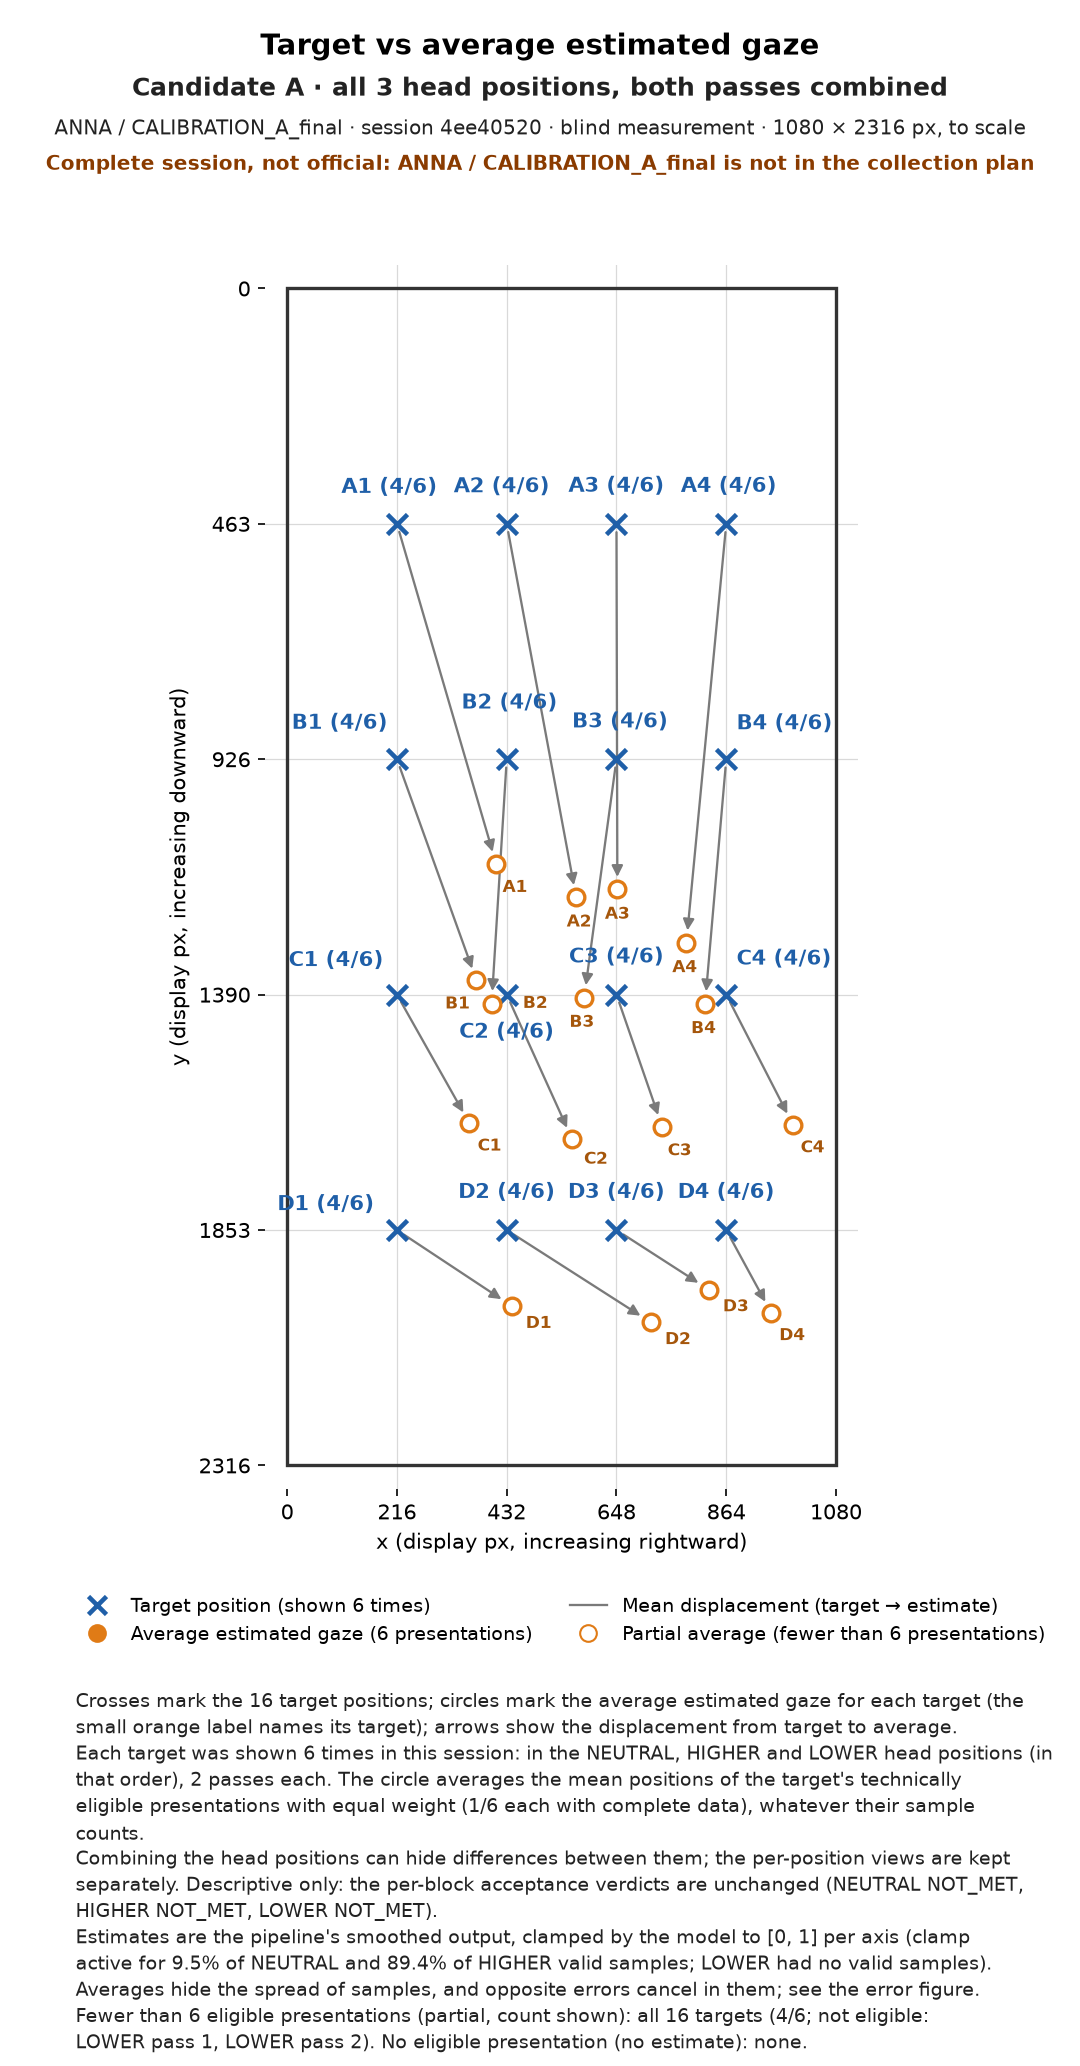 Target vs average estimated gaze
Candidate A · all 3 head positions, both passes combined
ANNA / CALIBRATION_A_final · session 4ee40520 · blind measurement · 1080 × 2316 px, to scale
Complete session, not official: ANNA / CALIBRATION_A_final is not in the collection plan
0
A1 (4/6) A2 (4/6) A3 (4/6) A4 (4/6)
463
B2 (4/6)
B1 (4/6) B3 (4/6) B4 (4/6)
926
y (display px, increasing downward)
A1
A2 A3
C1 (4/6) C3 (4/6) A4 C4 (4/6)
1390
B1 B2 B3 B4
C2 (4/6)
C1 C2 C3 C4
D1 (4/6) D2 (4/6) D3 (4/6) D4 (4/6)
1853
D1 D2 D3 D4
2316
0 216 432 648 864 1080
x (display px, increasing rightward)
Target position (shown 6 times)
Average estimated gaze (6 presentations)
Mean displacement (target → estimate)
Partial average (fewer than 6 presentations)
Crosses mark the 16 target positions; circles mark the average estimated gaze for each target (the
small orange label names its target); arrows show the displacement from target to average.
Each target was shown 6 times in this session: in the NEUTRAL, HIGHER and LOWER head positions (in
that order), 2 passes each. The circle averages the mean positions of the target's technically
eligible presentations with equal weight (1/6 each with complete data), whatever their sample
counts.
Combining the head positions can hide differences between them; the per-position views are kept
separately. Descriptive only: the per-block acceptance verdicts are unchanged (NEUTRAL NOT_MET,
HIGHER NOT_MET, LOWER NOT_MET).
Estimates are the pipeline's smoothed output, clamped by the model to [0, 1] per axis (clamp
active for 9.5% of NEUTRAL and 89.4% of HIGHER valid samples; LOWER had no valid samples).
Averages hide the spread of samples, and opposite errors cancel in them; see the error figure.
Fewer than 6 eligible presentations (partial, count shown): all 16 targets (4/6; not eligible:
LOWER pass 1, LOWER pass 2). No eligible presentation (no estimate): none.